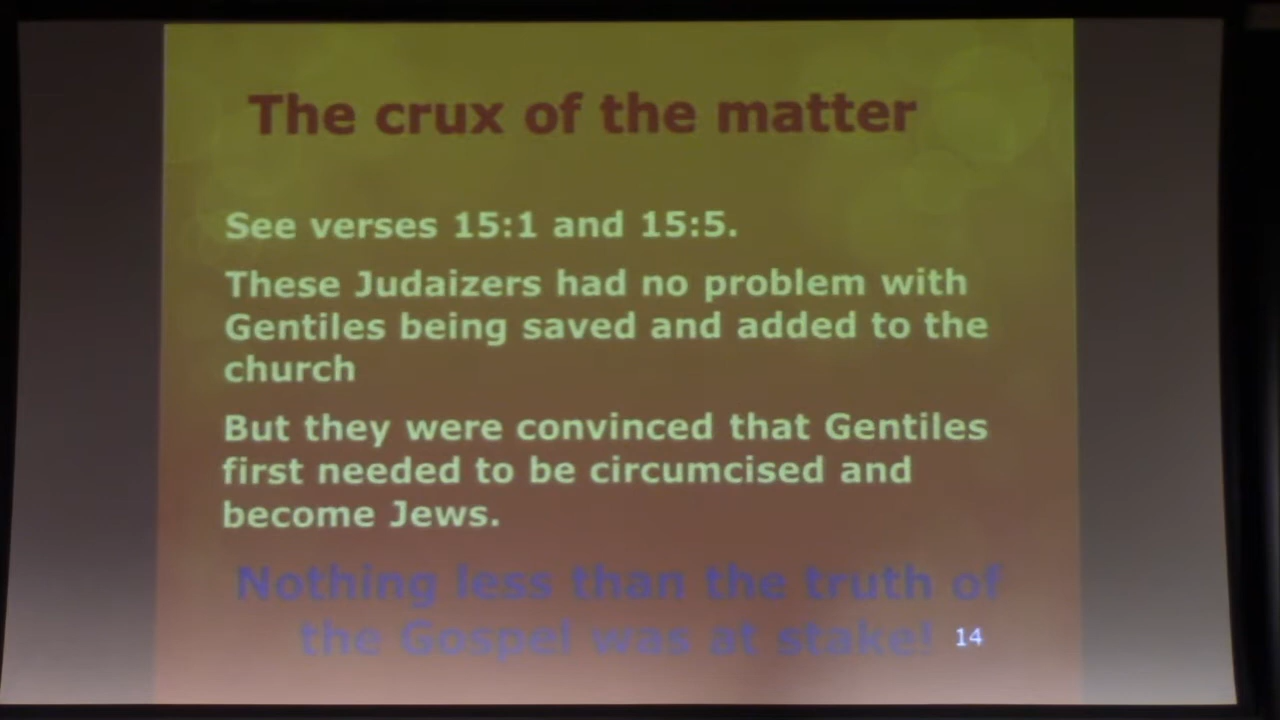 The crux of the matter
See verses 15:1 and 15:5.
These Judaizers had no problem with
Gentiles being saved and added to the
church
But they were convinced that Gentiles
first needed to be circumcised and
become Jews.
Nothing less than the truth of
the Gospel was at stake!
14